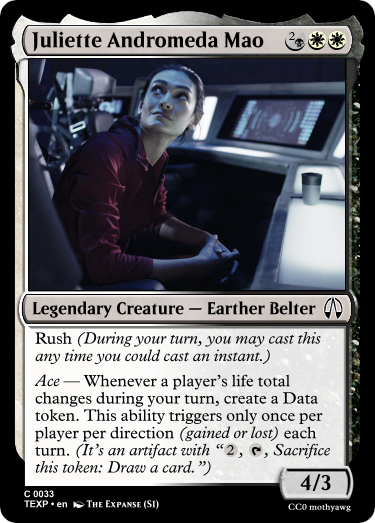 Juliette Andromeda Mao 2
Legendary Creature — Earther Belter
Rush (During your turn, you may cast this
any time you could cast an instant.)
Ace — Whenever a player's life total
changes during your turn, create a Data
token. This ability triggers only once per
player per direction (gained or lost) each
turn. (It's an artifact with “2, , Sacrifice
this token: Draw a card.”)
4/3
C 0033
TEXP • en The Expanse (S1)
CC0 mothyawg